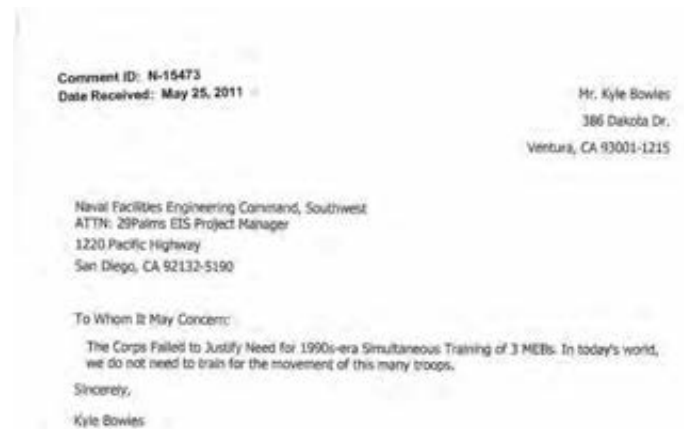 Comment ID: N-15473
Date Received: May 25, 2011
Mr. Kyle Bowles
386 Dakota Dr.
Ventura, CA 93001-1215
Naval Facilities Engineering Command, Southwest
ATTN: 29Palms EIS Project Manager
1220 Pacific Highway
San Diego, CA 92132-5190
To Whom It May Concern:
The Corps Failed to Justify Need for 1990s-era Simultaneous Training of 3 MEBs. In today's world,
we do not need to train for the movement of this many troops.
Sincerely,
Kyle Bowles